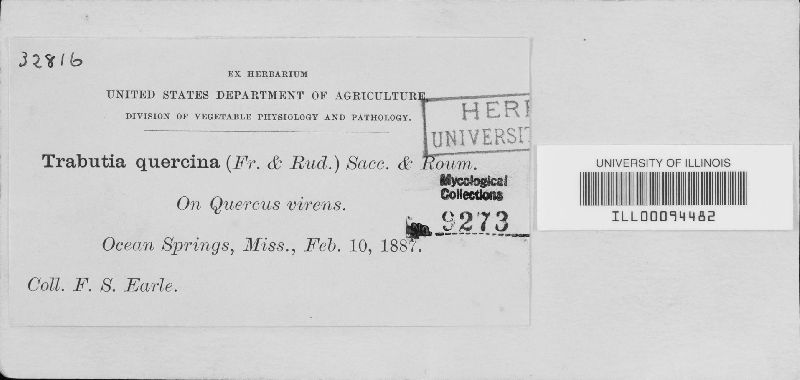 32816
EX HERBARIUM
UNITED STATES DEPARTMENT OF AGRICULTURE
DIVISION OF VEGETABLE PHYSIOLOGY AND PATHOLOGY.
HER
UNIVERSIT
Trabutia quercina (Fr. & Rud.) Sacc. & Roum.
Mycological
Collections
On Quercus virens.
No. 9273
Ocean Springs, Miss., Feb. 10, 1887.
Coll. F. S. Earle.
UNIVERSITY OF ILLINOIS
ILL00094482